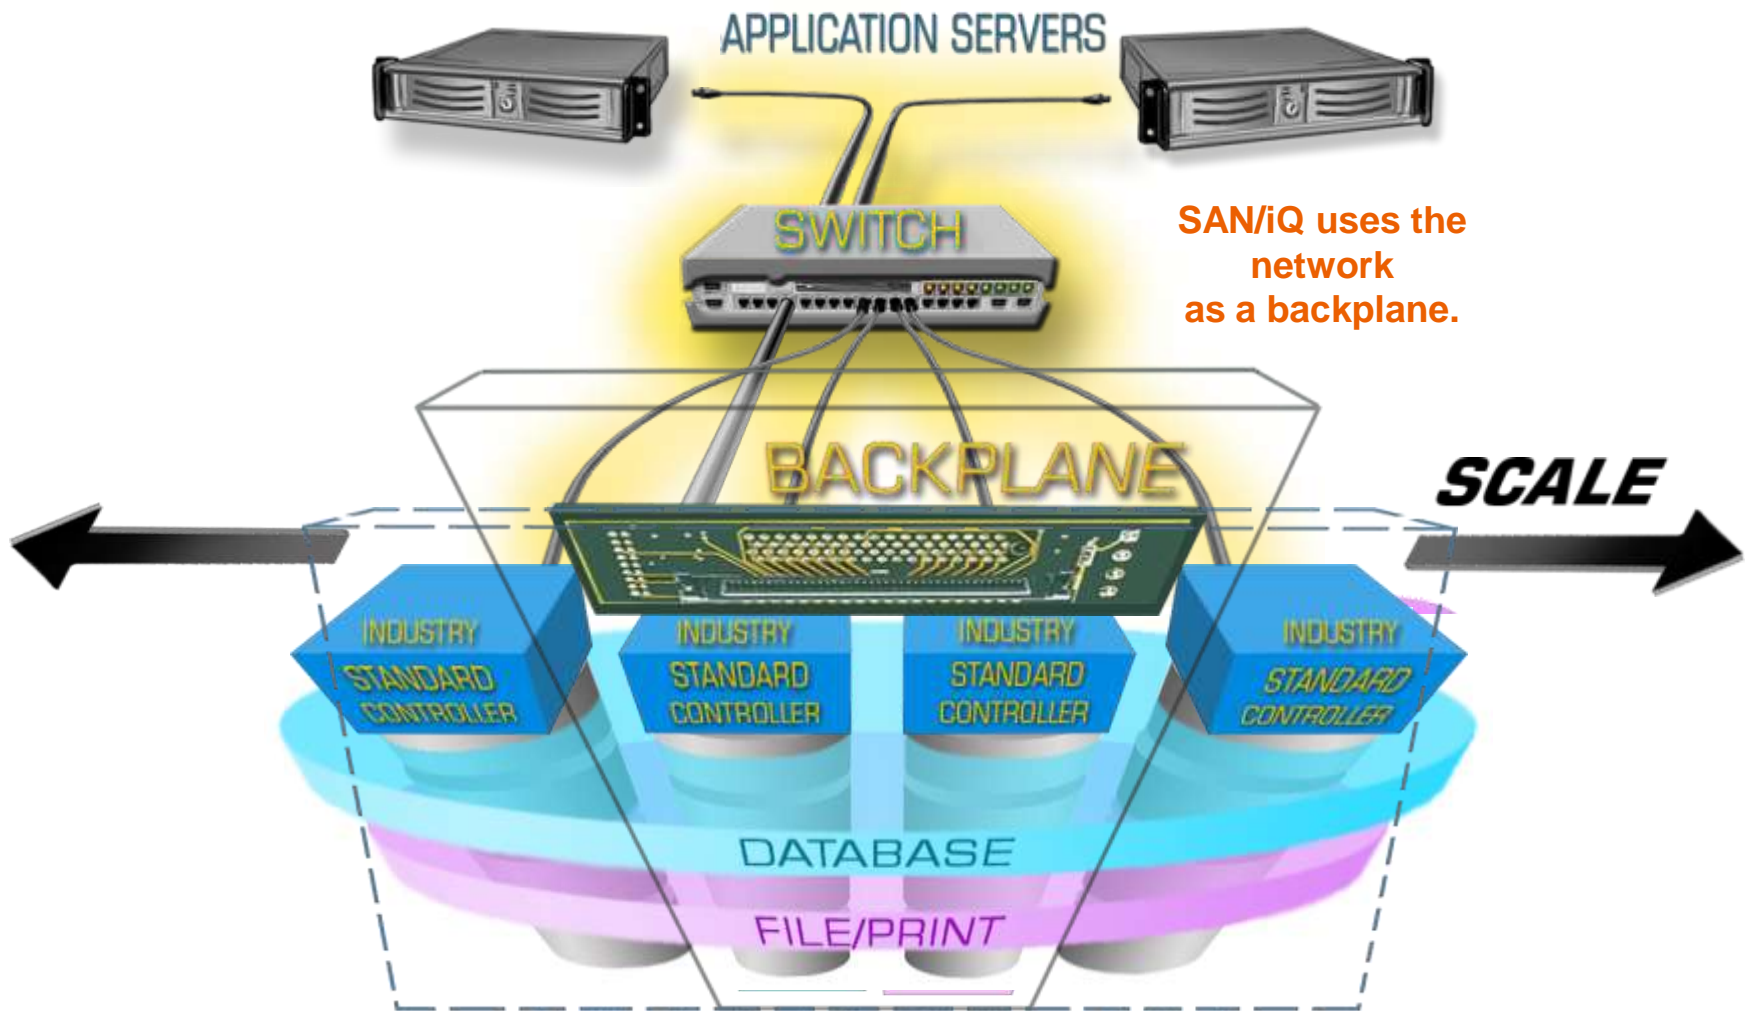 APPLICATION SERVERS
SWITCH
SAN/iQ uses the
network
as a backplane.
BACKPLANE
SCALE
INDUSTRY
STANDARD
CONTROLLER
INDUSTRY
STANDARD
CONTROLLER
INDUSTRY
STANDARD
CONTROLLER
INDUSTRY
STANDARD
CONTROLLER
DATABASE
FILE/PRINT